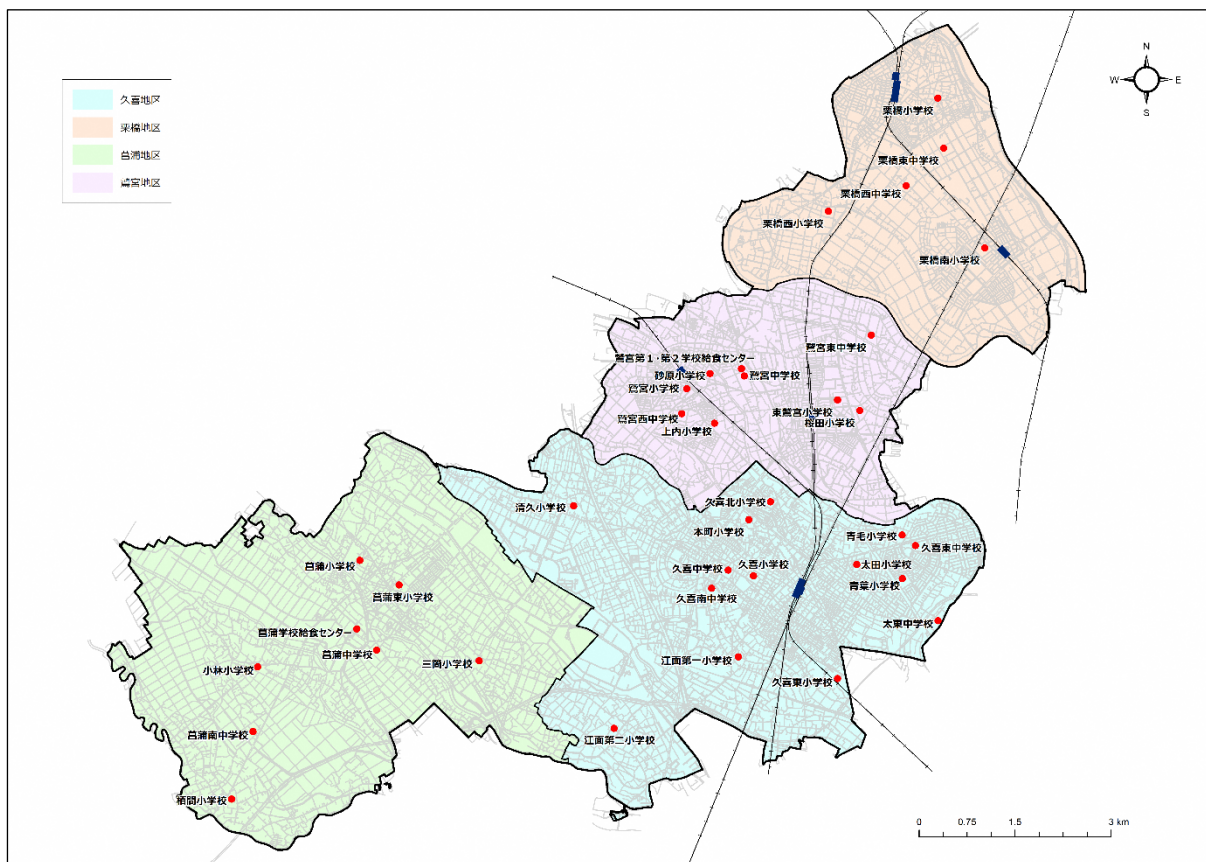 久喜地区
栗橋地区
菖蒲地区
鷲宮地区
N
W
E
S
栗橋小学校
栗橋東中学校
栗橋西中学校
栗橋西小学校
栗橋南小学校
鷲宮東中学校
鷲宮第1・第2学校給食センター
砂原小学校
鷲宮中学校
鷲宮小学校
東鷲宮小学校
鷲宮西中学校
桜田小学校
上内小学校
清久小学校
久喜北小学校
本町小学校
青毛小学校
久喜東中学校
菖蒲小学校
久喜中学校
久喜小学校
太田小学校
菖蒲東小学校
久喜南中学校
青葉小学校
太東中学校
菖蒲学校給食センター
菖蒲中学校
三箇小学校
江面第一小学校
小林小学校
久喜東小学校
菖蒲南中学校
江面第二小学校
栢間小学校
0 0.75 1.5 3 km